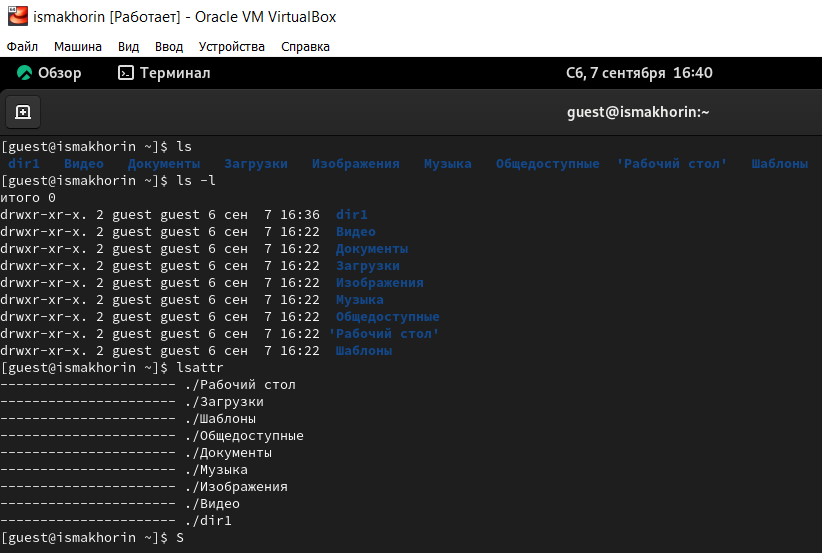 ismakhorin [Работает] - Oracle VM VirtualBox
Файл Машина Вид Ввод Устройства Справка
Обзор Терминал Сб, 7 сентября 16:40
guest@ismakhorin:~
[guest@ismakhorin ~]$ ls
dir1 Видео Документы Загрузки Изображения Музыка Общедоступные 'Рабочий стол' Шаблоны
[guest@ismakhorin ~]$ ls -l
итого 0
drwxr-xr-x. 2 guest guest 6 сен  7 16:36  dir1
drwxr-xr-x. 2 guest guest 6 сен  7 16:22  Видео
drwxr-xr-x. 2 guest guest 6 сен  7 16:22  Документы
drwxr-xr-x. 2 guest guest 6 сен  7 16:22  Загрузки
drwxr-xr-x. 2 guest guest 6 сен  7 16:22  Изображения
drwxr-xr-x. 2 guest guest 6 сен  7 16:22  Музыка
drwxr-xr-x. 2 guest guest 6 сен  7 16:22  Общедоступные
drwxr-xr-x. 2 guest guest 6 сен  7 16:22 'Рабочий стол'
drwxr-xr-x. 2 guest guest 6 сен  7 16:22  Шаблоны
[guest@ismakhorin ~]$ lsattr
---------------------- ./Рабочий стол
---------------------- ./Загрузки
---------------------- ./Шаблоны
---------------------- ./Общедоступные
---------------------- ./Документы
---------------------- ./Музыка
---------------------- ./Изображения
---------------------- ./Видео
---------------------- ./dir1
[guest@ismakhorin ~]$ S